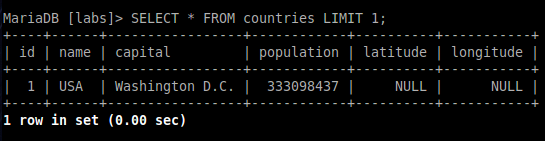 MariaDB [labs]> SELECT * FROM countries LIMIT 1;
+----+------+-----------------+------------+----------+-----------+
| id | name | capital         | population | latitude | longitude |
+----+------+-----------------+------------+----------+-----------+
|  1 | USA  | Washington D.C. |  333098437 |     NULL |      NULL |
+----+------+-----------------+------------+----------+-----------+
1 row in set (0.00 sec)